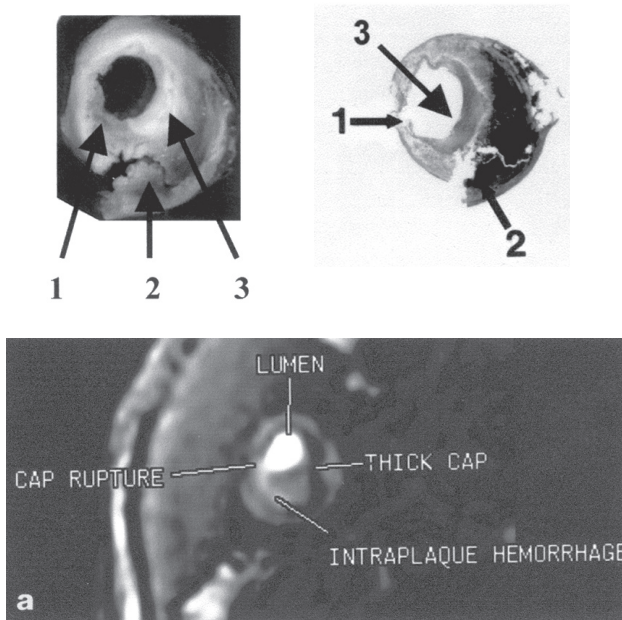 3
1
2
1 2 3
LUMEN
CAP RUPTURE
THICK CAP
INTRAPLAQUE HEMORRHAGE
a